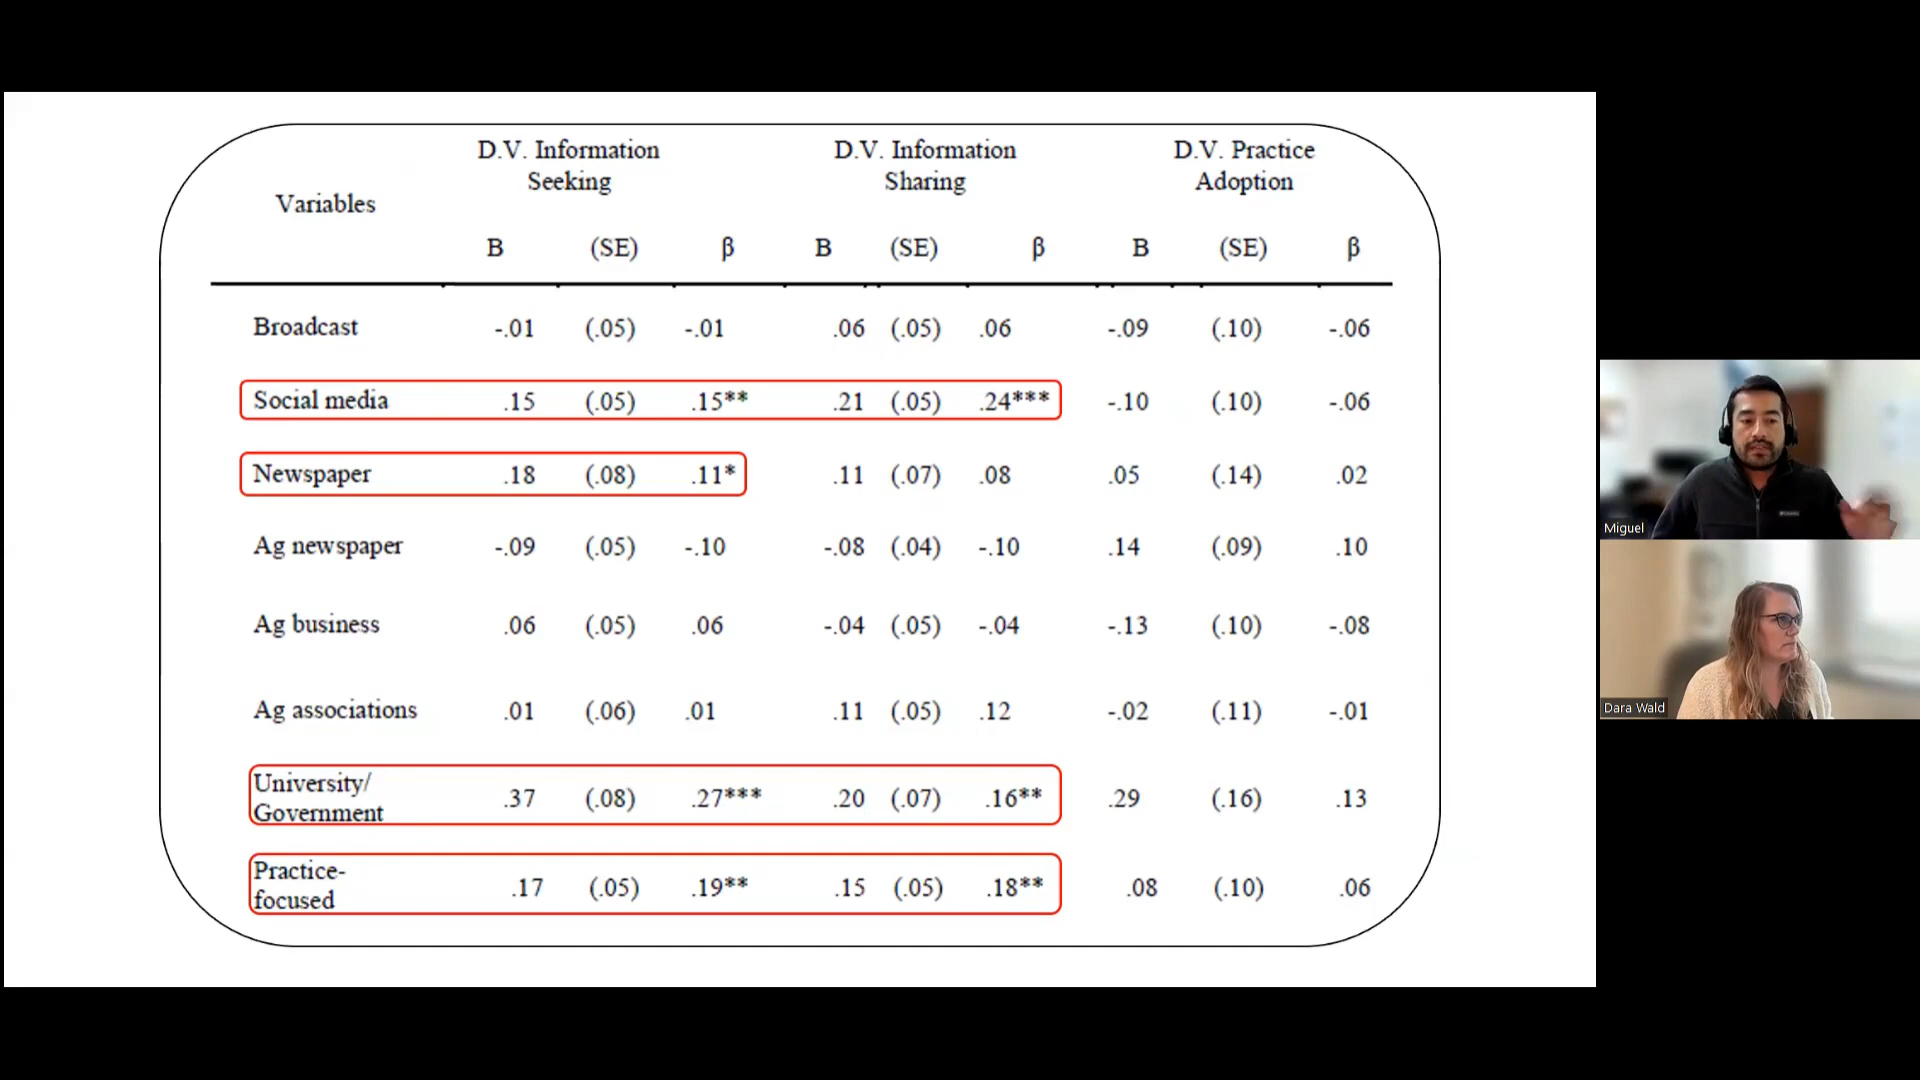 D.V. Information Seeking
D.V. Information Sharing
D.V. Practice Adoption
Variables
B (SE) β B (SE) β B (SE) β
Broadcast -.01 (.05) -.01 .06 (.05) .06 -.09 (.10) -.06
Social media .15 (.05) .15** .21 (.05) .24*** -.10 (.10) -.06
Newspaper .18 (.08) .11* .11 (.07) .08 .05 (.14) .02
Ag newspaper -.09 (.05) -.10 -.08 (.04) -.10 .14 (.09) .10
Ag business .06 (.05) .06 -.04 (.05) -.04 -.13 (.10) -.08
Ag associations .01 (.06) .01 .11 (.05) .12 -.02 (.11) -.01
University/
Government .37 (.08) .27*** .20 (.07) .16** .29 (.16) .13
Practice-
focused .17 (.05) .19** .15 (.05) .18** .08 (.10) .06
Miguel
Dara Wald